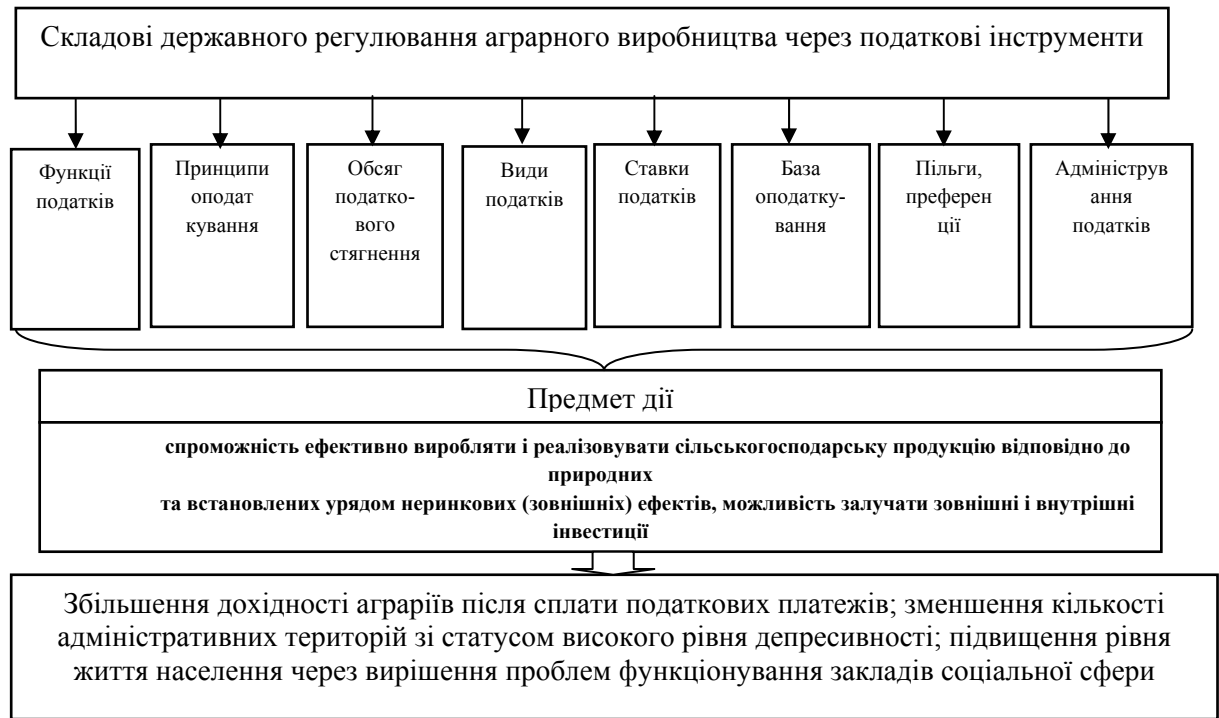 Складові державного регулювання аграрного виробництва через податкові інструменти
Функції
податків
Принципи
оподат
кування
Обсяг
податко-
вого
стягнення
Види
податків
Ставки
податків
База
оподатку-
вання
Пільги,
преферен
ції
Адмініструв
ання
податків
Предмет дії
спроможність ефективно виробляти і реалізовувати сільськогосподарську продукцію відповідно до
природних
та встановлених урядом неринкових (зовнішніх) ефектів, можливість залучати зовнішні і внутрішні
інвестиції
Збільшення дохідності аграріїв після сплати податкових платежів; зменшення кількості
адміністративних територій зі статусом високого рівня депресивності; підвищення рівня
життя населення через вирішення проблем функціонування закладів соціальної сфери